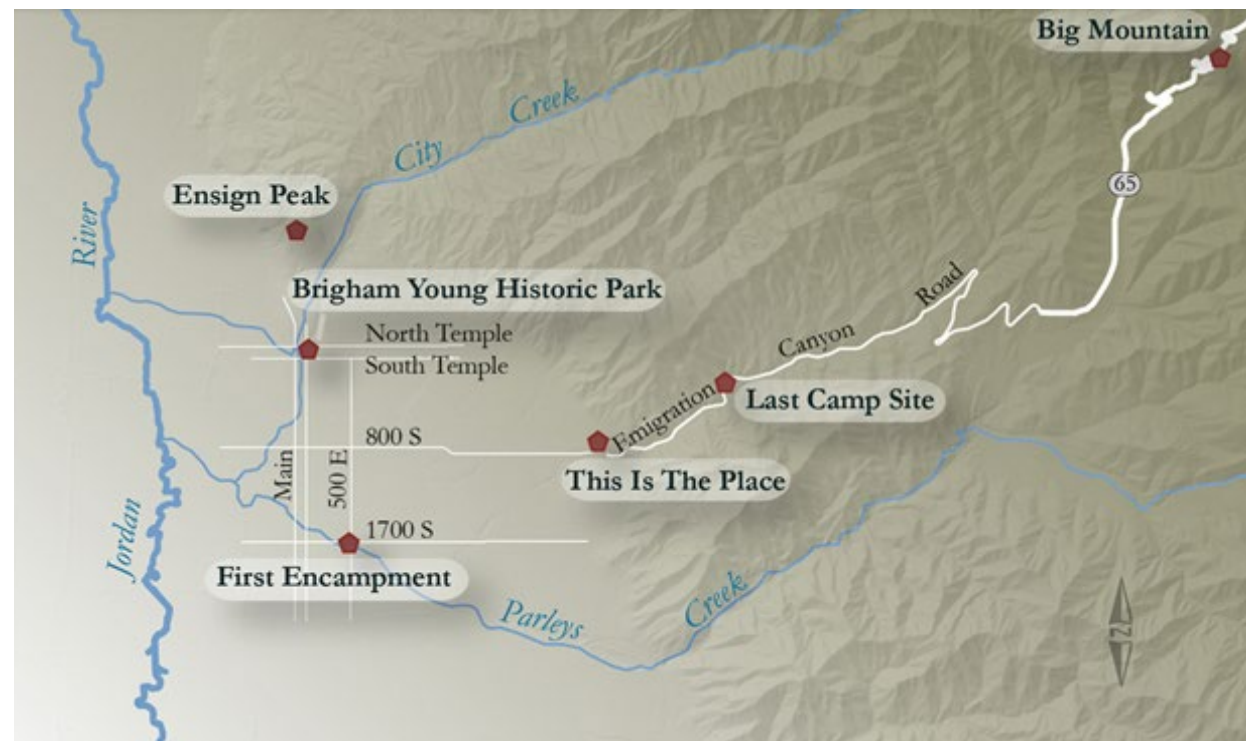 Big Mountain
City Creek
65
Ensign Peak
River
Brigham Young Historic Park
North Temple
South Temple
Emigration Canyon Road
Last Camp Site
800 S
This Is The Place
Main
500 E
1700 S
Jordan
First Encampment
Parleys Creek
N